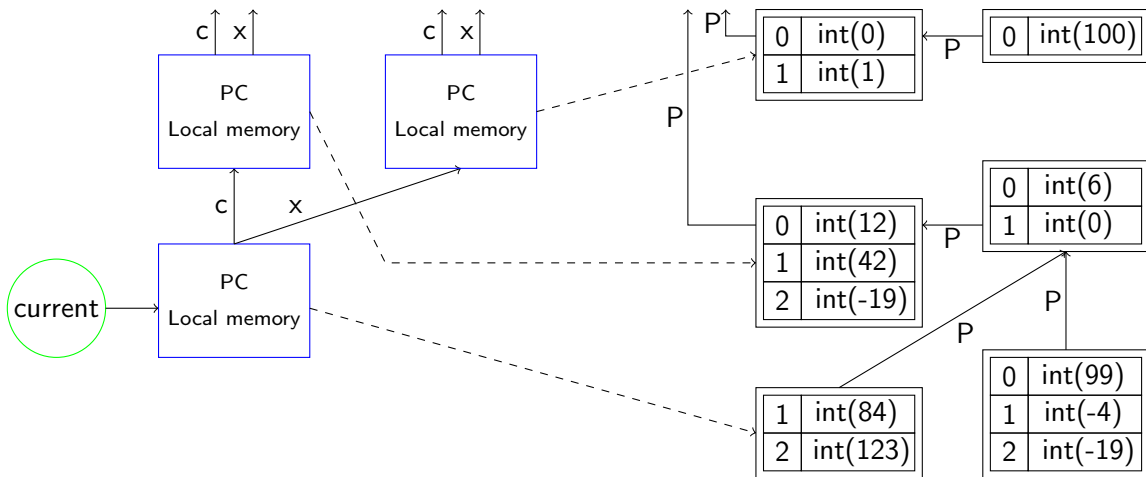 c x
c x
P P
PC
Local memory
PC
Local memory
0 int(0)
1 int(1)
P
0 int(100)
c
x
P
0 int(12)
1 int(42)
2 int(-19)
P
0 int(6)
1 int(0)
current
PC
Local memory
P
P
1 int(84)
2 int(123)
0 int(99)
1 int(-4)
2 int(-19)